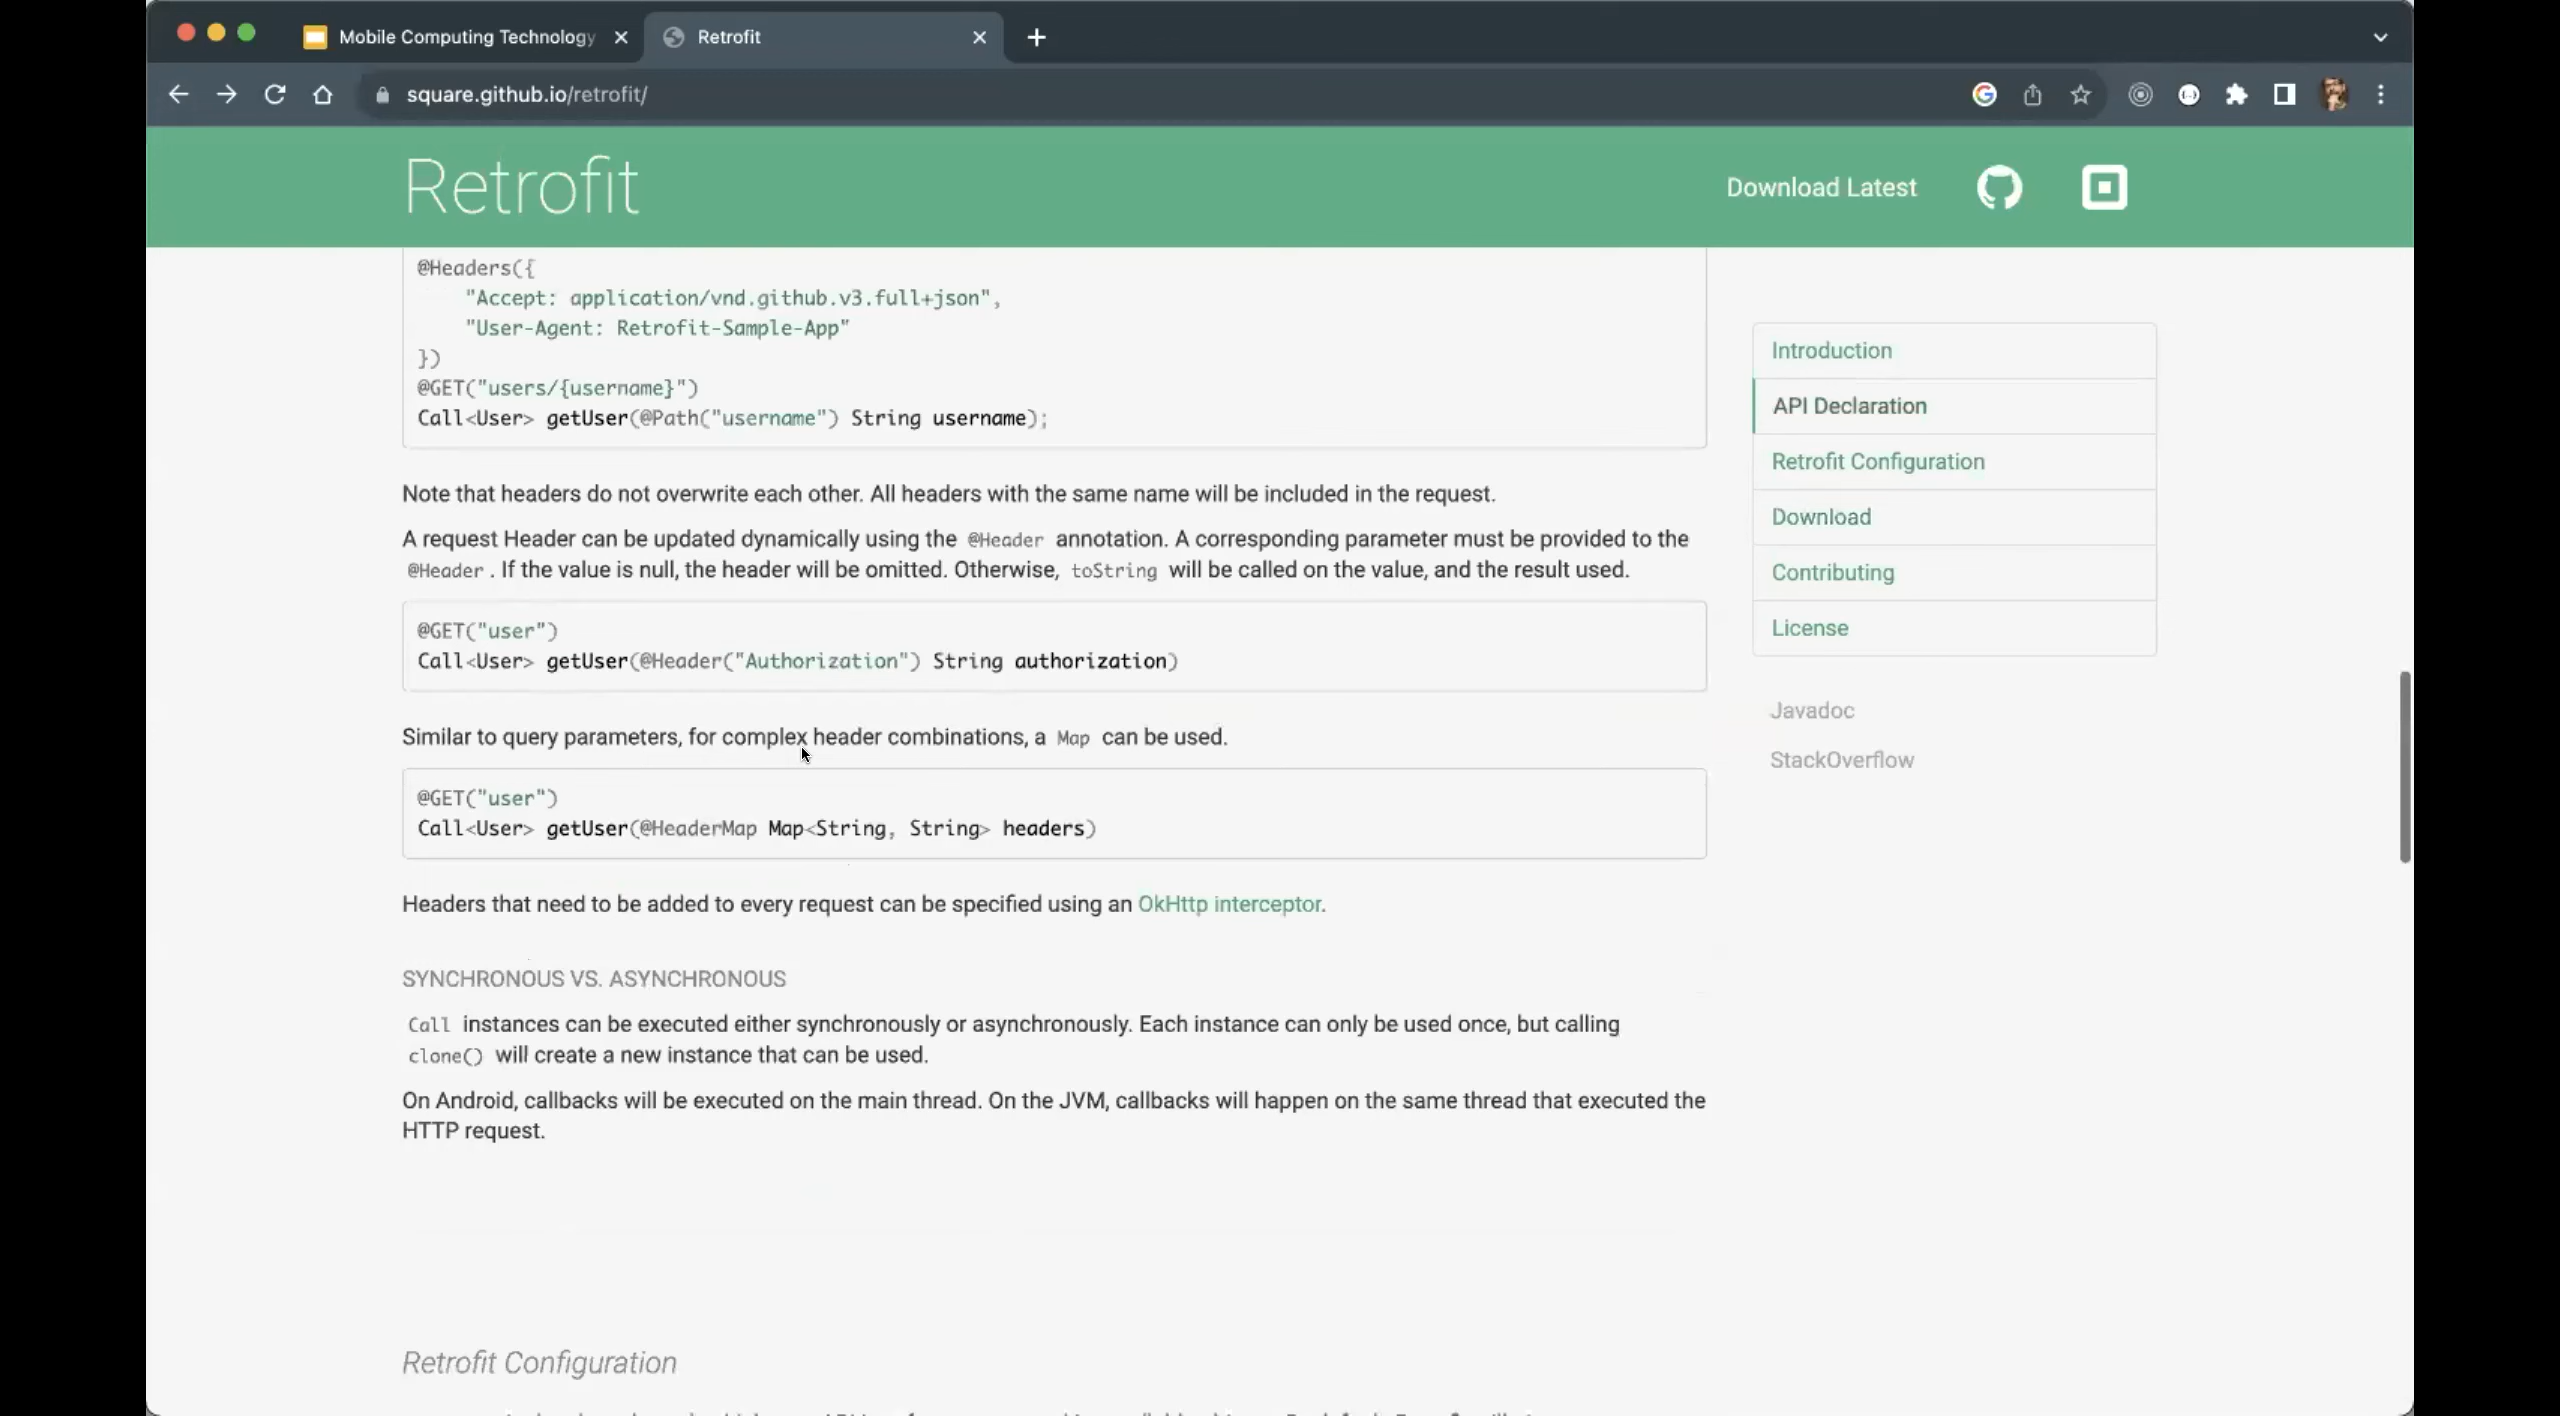 Mobile Computing Technology
Retrofit
square.github.io/retrofit/
Retrofit
Download Latest
@Headers({
"Accept: application/vnd.github.v3.full+json",
"User-Agent: Retrofit-Sample-App"
})
@GET("users/{username}")
Call<User> getUser(@Path("username") String username);
Note that headers do not overwrite each other. All headers with the same name will be included in the request.
A request Header can be updated dynamically using the @Header annotation. A corresponding parameter must be provided to the
@Header . If the value is null, the header will be omitted. Otherwise, toString will be called on the value, and the result used.
@GET("user")
Call<User> getUser(@Header("Authorization") String authorization)
Similar to query parameters, for complex header combinations, a Map can be used.
@GET("user")
Call<User> getUser(@HeaderMap Map<String, String> headers)
Headers that need to be added to every request can be specified using an OkHttp interceptor.
SYNCHRONOUS VS. ASYNCHRONOUS
Call instances can be executed either synchronously or asynchronously. Each instance can only be used once, but calling
clone() will create a new instance that can be used.
On Android, callbacks will be executed on the main thread. On the JVM, callbacks will happen on the same thread that executed the
HTTP request.
Retrofit Configuration
Introduction
API Declaration
Retrofit Configuration
Download
Contributing
License
Javadoc
StackOverflow